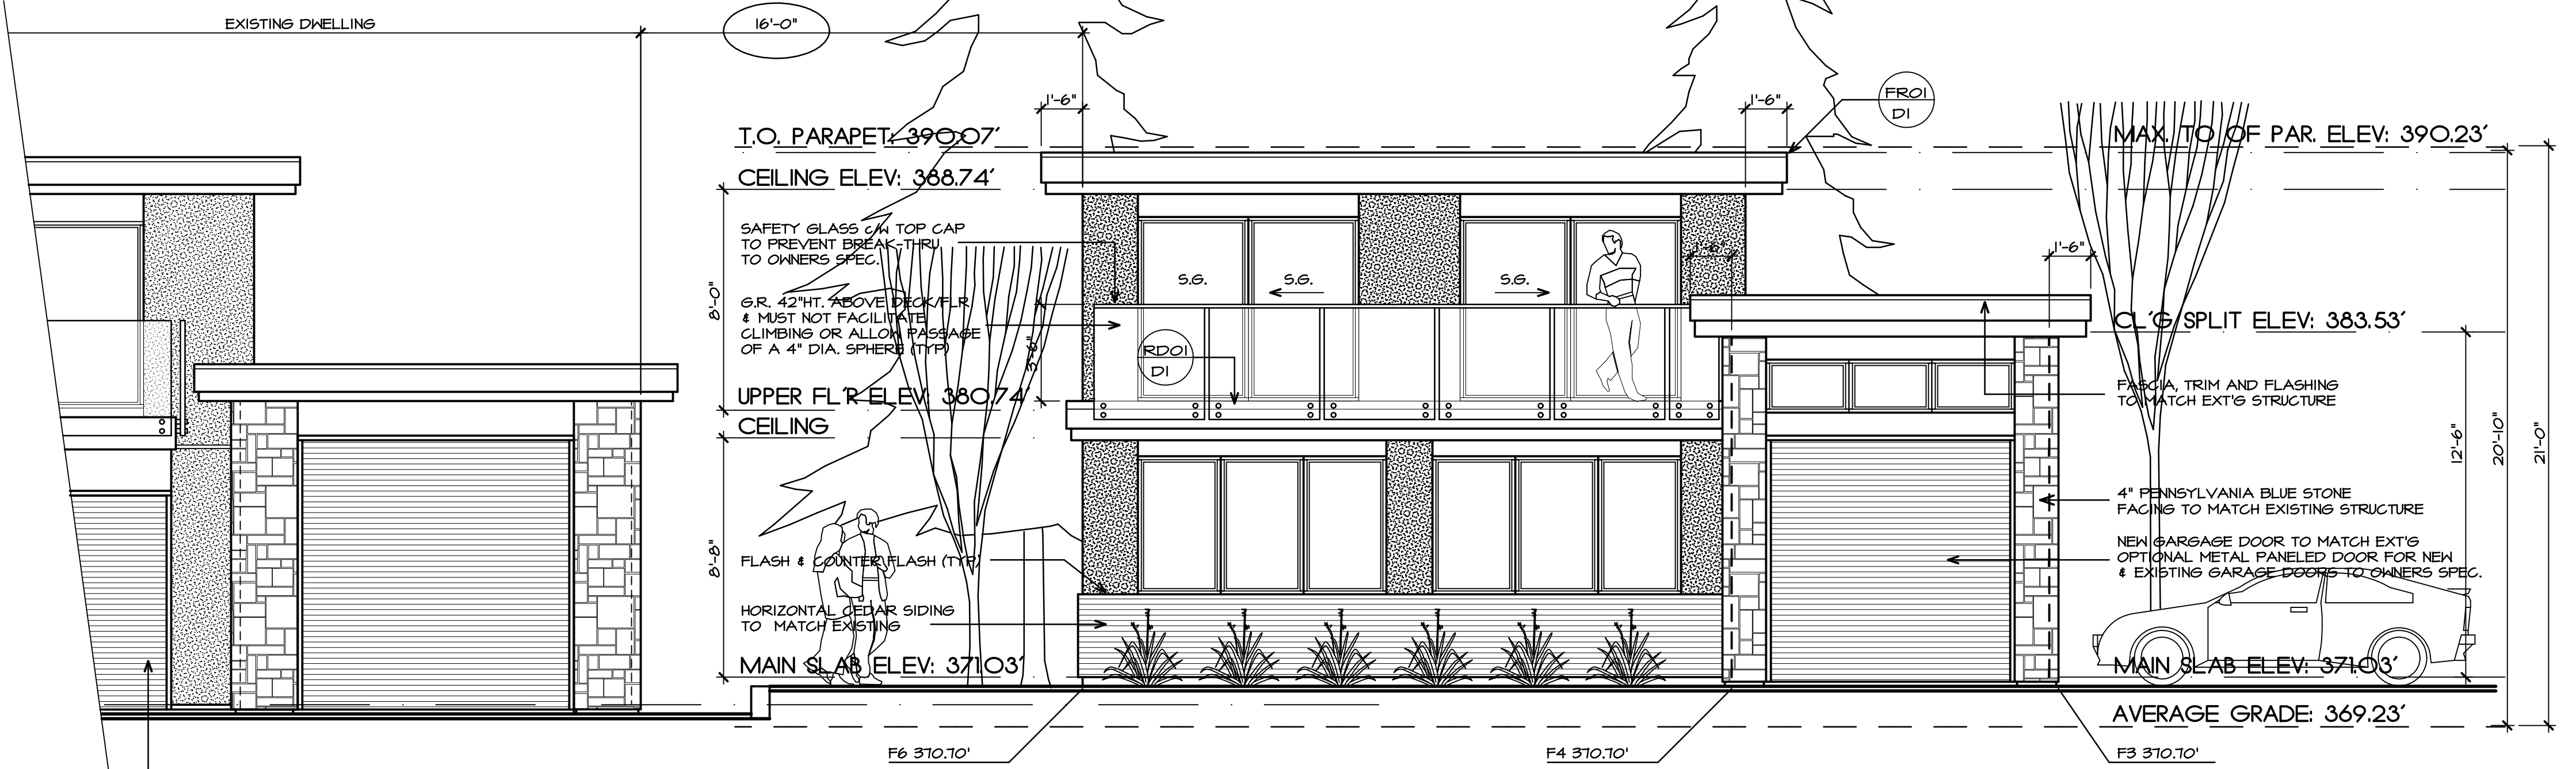 EXISTING DWELLING
16'-0"
1'-6"
1'-6"
FR01
D1
T.O. PARAPET: 390.07'
MAX. TO OF PAR. ELEV: 390.23'
CEILING ELEV: 388.74'
SAFETY GLASS c/w TOP CAP
TO PREVENT BREAK-THRU
TO OWNERS SPEC.
1'-6"
1'-6"
S.G.
S.G.
S.G.
8'-0"
G.R. 42"HT. ABOVE DECK/FLR
& MUST NOT FACILITATE
CLIMBING OR ALLOW PASSAGE
OF A 4" DIA. SPHERE (TYP)
3'-6"
RD01
D1
CL'G SPLIT ELEV: 383.53'
UPPER FL'R ELEV: 380.74'
CEILING
FASCIA, TRIM AND FLASHING
TO MATCH EXT'G STRUCTURE
12'-6"
20'-10"
21'-0"
4" PENNSYLVANIA BLUE STONE
FACING TO MATCH EXISTING STRUCTURE
8'-8"
FLASH & COUNTER FLASH (TYP)
NEW GARGAGE DOOR TO MATCH EXT'G
OPTIONAL METAL PANELED DOOR FOR NEW
& EXISTING GARAGE DOORS TO OWNERS SPEC.
HORIZONTAL CEDAR SIDING
TO MATCH EXISTING
MAIN SLAB ELEV: 371.03'
MAIN SLAB ELEV: 371.03'
AVERAGE GRADE: 369.23'
F6 370.70'
F4 370.70'
F3 370.70'